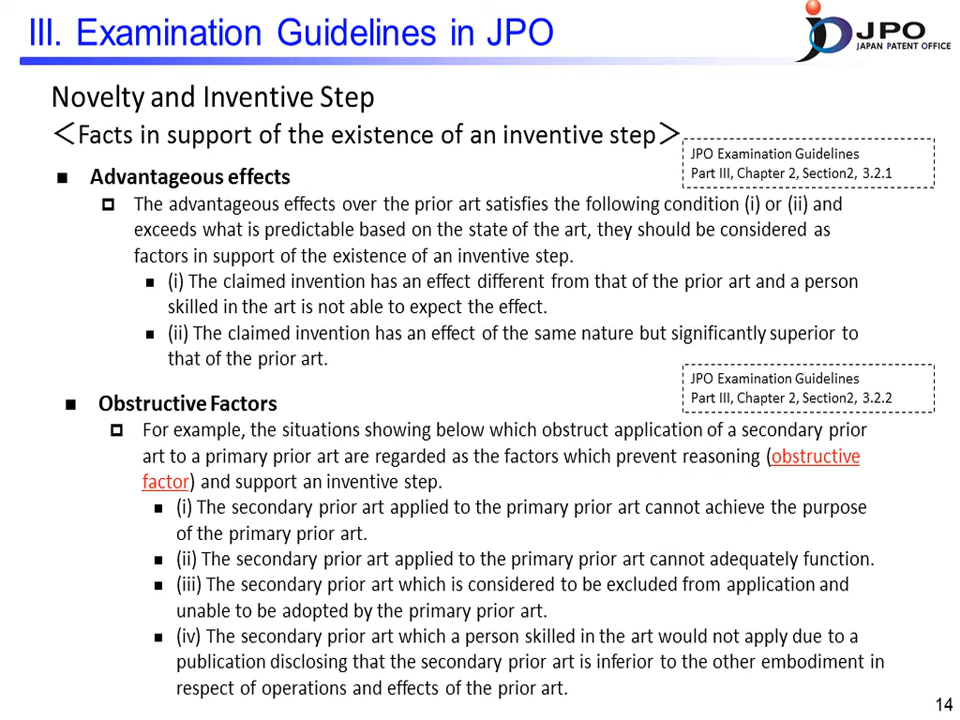 III. Examination Guidelines in JPO
JPO
JAPAN PATENT OFFICE
Novelty and Inventive Step
＜Facts in support of the existence of an inventive step＞
JPO Examination Guidelines
Part III, Chapter 2, Section2, 3.2.1
■ Advantageous effects
The advantageous effects over the prior art satisfies the following condition (i) or (ii) and
exceeds what is predictable based on the state of the art, they should be considered as
factors in support of the existence of an inventive step.
■ (i) The claimed invention has an effect different from that of the prior art and a person
skilled in the art is not able to expect the effect.
■ (ii) The claimed invention has an effect of the same nature but significantly superior to
that of the prior art.
JPO Examination Guidelines
Part III, Chapter 2, Section2, 3.2.2
■ Obstructive Factors
For example, the situations showing below which obstruct application of a secondary prior
art to a primary prior art are regarded as the factors which prevent reasoning (obstructive
factor) and support an inventive step.
■ (i) The secondary prior art applied to the primary prior art cannot achieve the purpose
of the primary prior art.
■ (ii) The secondary prior art applied to the primary prior art cannot adequately function.
■ (iii) The secondary prior art which is considered to be excluded from application and
unable to be adopted by the primary prior art.
■ (iv) The secondary prior art which a person skilled in the art would not apply due to a
publication disclosing that the secondary prior art is inferior to the other embodiment in
respect of operations and effects of the prior art.
14